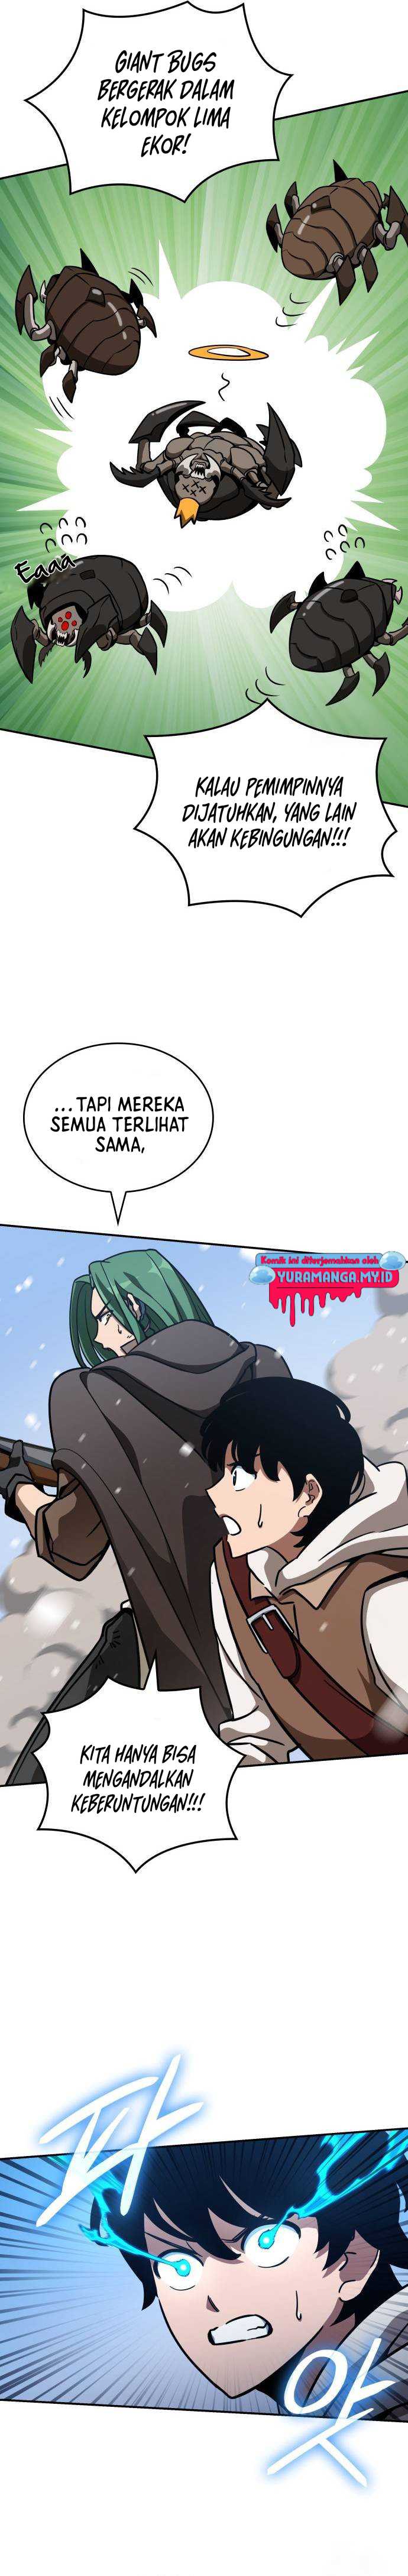 GIANT BUGS
BERGERAK DALAM
KELOMPOK LIMA
EKOR!
Eaaa
KALAU PEMIMPINNYA
DIJATUHKAN, YANG LAIN
AKAN KEBINGUNGAN!!!
...TAPI MEREKA
SEMUA TERLIHAT
SAMA,
Komik ini diterjemahkan oleh
YURAMANGA.MY.ID
KITA HANYA BISA
MENGANDALKAN
KEBERUNTUNGAN!!!
파
앗